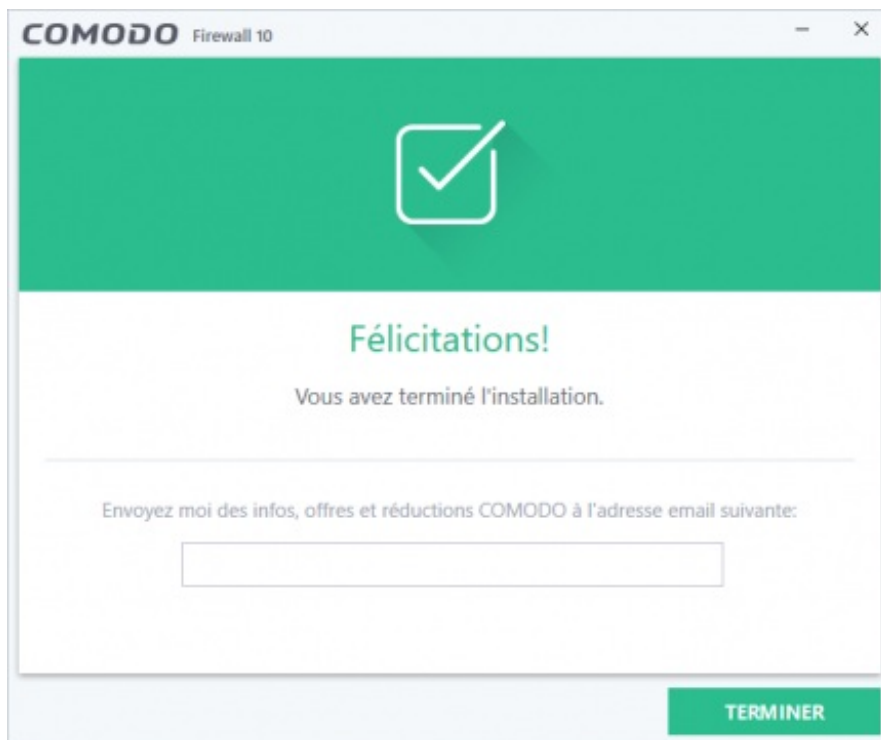 COMODO Firewall 10
Félicitations!
Vous avez terminé l'installation.
Envoyez moi des infos, offres et réductions COMODO à l'adresse email suivante:
TERMINER